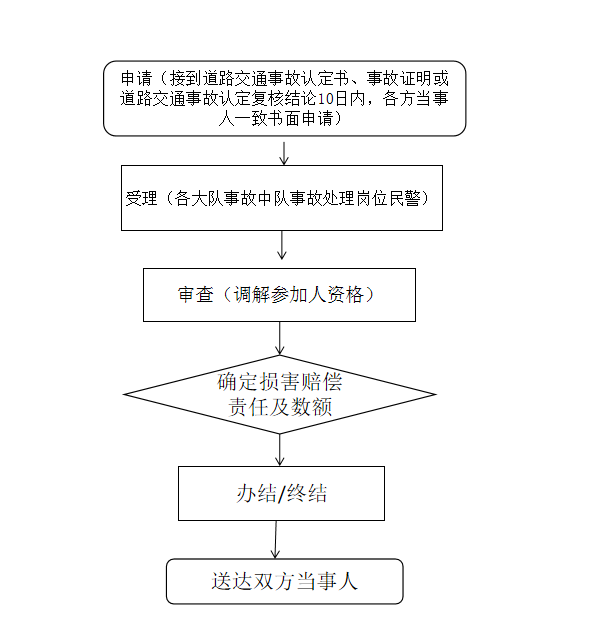 申请（接到道路交通事故认定书、事故证明或
道路交通事故认定复核结论10日内，各方当事
人一致书面申请）
受理（各大队事故中队事故处理岗位民警）
审查（调解参加人资格）
确定损害赔偿
责任及数额
办结/终结
送达双方当事人